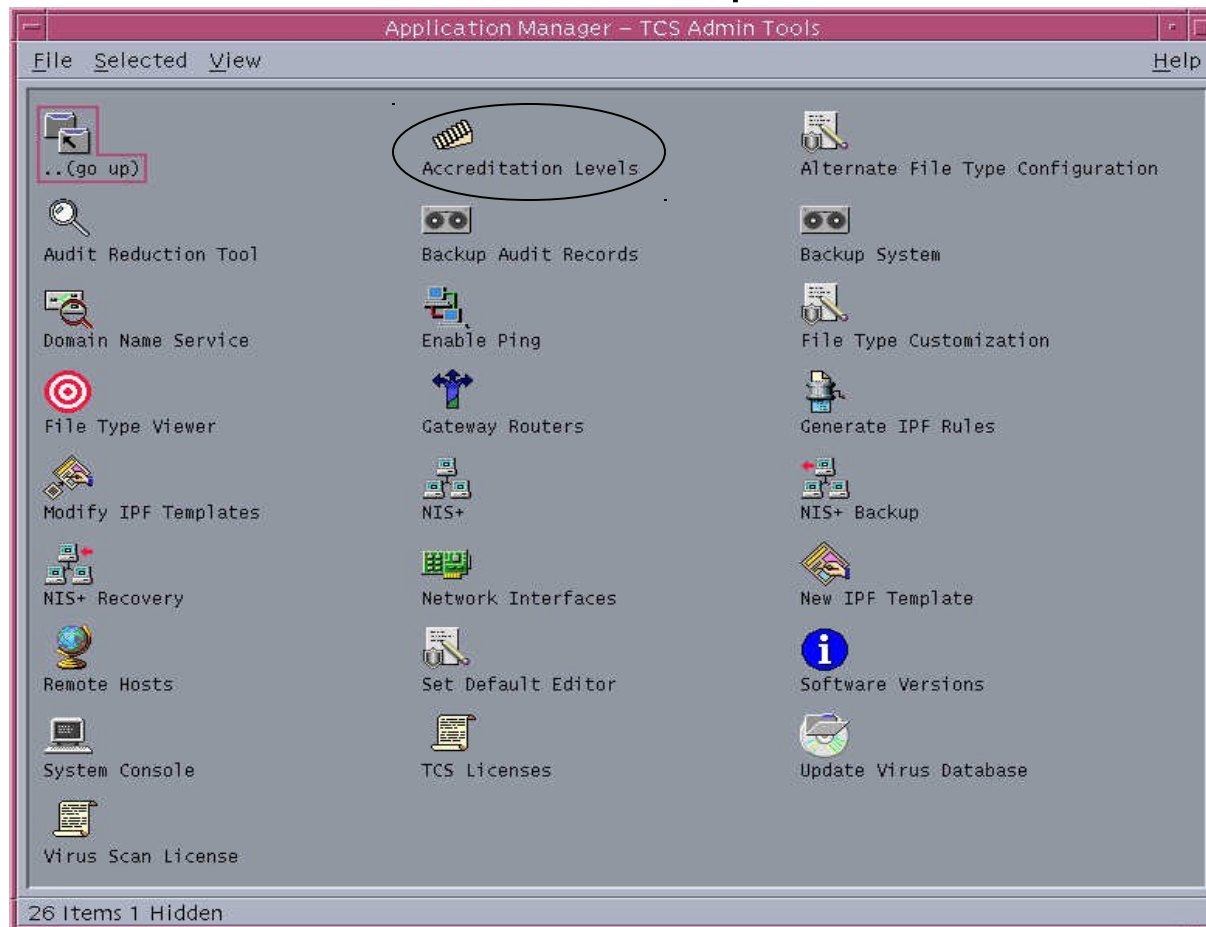 Application Manager – TCS Admin Tools
File Selected View Help
..(go up) Accreditation Levels Alternate File Type Configuration
Audit Reduction Tool Backup Audit Records Backup System
Domain Name Service Enable Ping File Type Customization
File Type Viewer Gateway Routers Generate IPF Rules
Modify IPF Templates NIS+ NIS+ Backup
NIS+ Recovery Network Interfaces New IPF Template
Remote Hosts Set Default Editor Software Versions
System Console TCS Licenses Update Virus Database
Virus Scan License
26 Items 1 Hidden